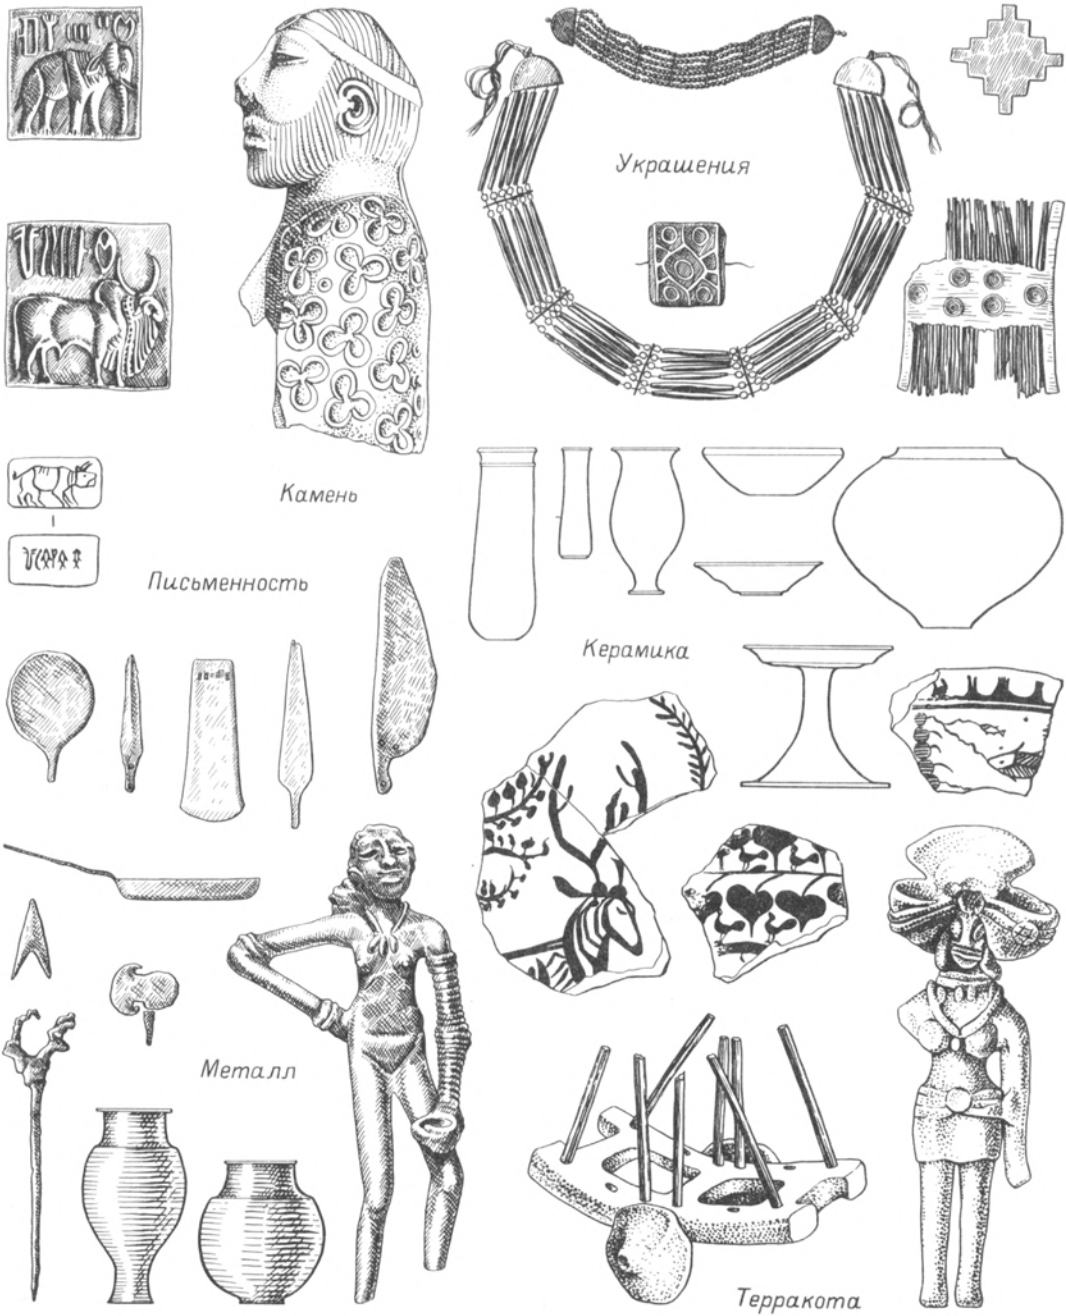 Украшения
Камень
Письменность
Керамика
Металл
Терракота